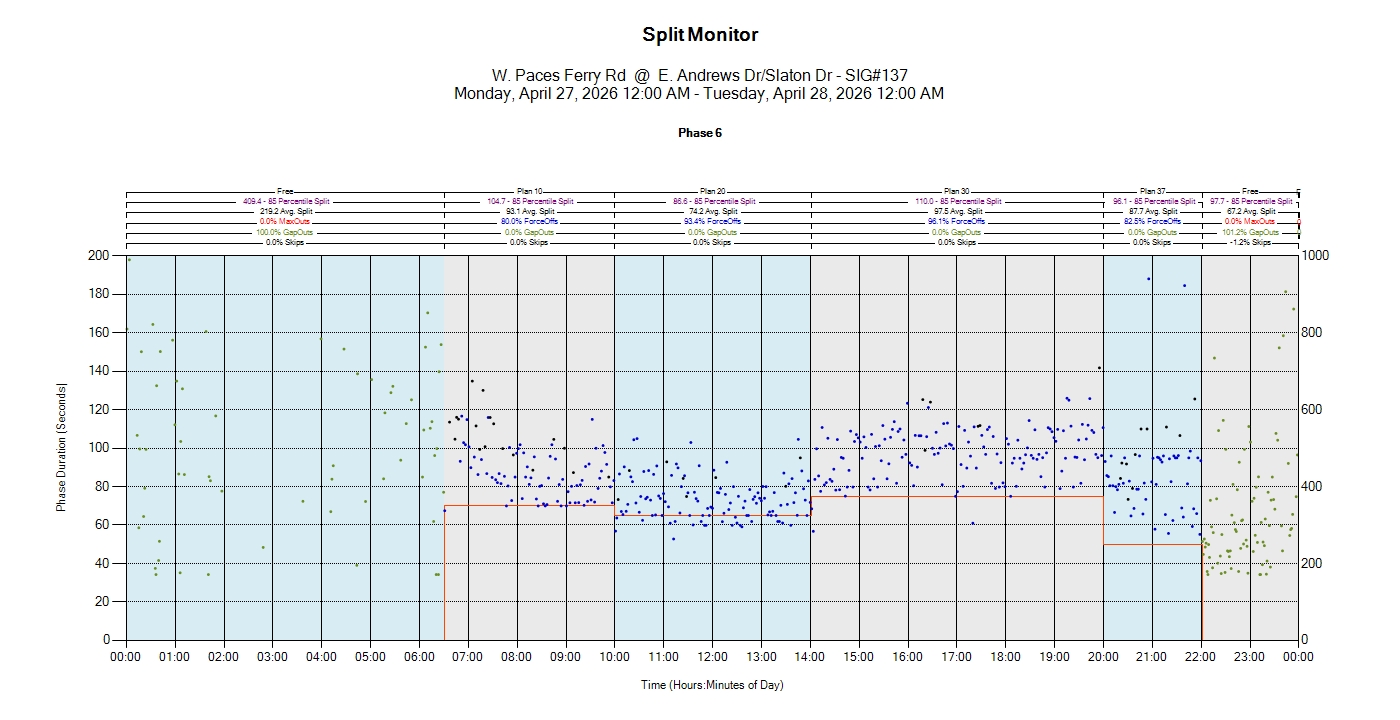 Split Monitor
W. Paces Ferry Rd @ E. Andrews Dr/Slaton Dr - SIG#137
Monday, April 27, 2026 12:00 AM - Tuesday, April 28, 2026 12:00 AM
Phase 6
Free Plan 10 Plan 20 Plan 30 Plan 37 Free F
409.4 - 85 Percentile Split 104.7 - 85 Percentile Split 86.6 - 85 Percentile Split 110.0 - 85 Percentile Split 96.1 - 85 Percentile Split 97.7 - 85 Percentile Split
219.2 Avg. Split 93.1 Avg. Split 74.2 Avg. Split 97.5 Avg. Split 87.7 Avg. Split 67.2 Avg. Split
0.0% MaxOuts 80.0% ForceOffs 93.4% ForceOffs 96.1% ForceOffs 82.5% ForceOffs 0.0% MaxOuts
100.0% GapOuts 0.0% GapOuts 0.0% GapOuts 0.0% GapOuts 0.0% GapOuts 101.2% GapOuts
0.0% Skips 0.0% Skips 0.0% Skips 0.0% Skips 0.0% Skips -1.2% Skips
200 1000
180
160 800
140
120 600
100
80 400
60
40 200
20
0 0
Phase Duration (Seconds)
00:00 01:00 02:00 03:00 04:00 05:00 06:00 07:00 08:00 09:00 10:00 11:00 12:00 13:00 14:00 15:00 16:00 17:00 18:00 19:00 20:00 21:00 22:00 23:00 00:00
Time (Hours:Minutes of Day)